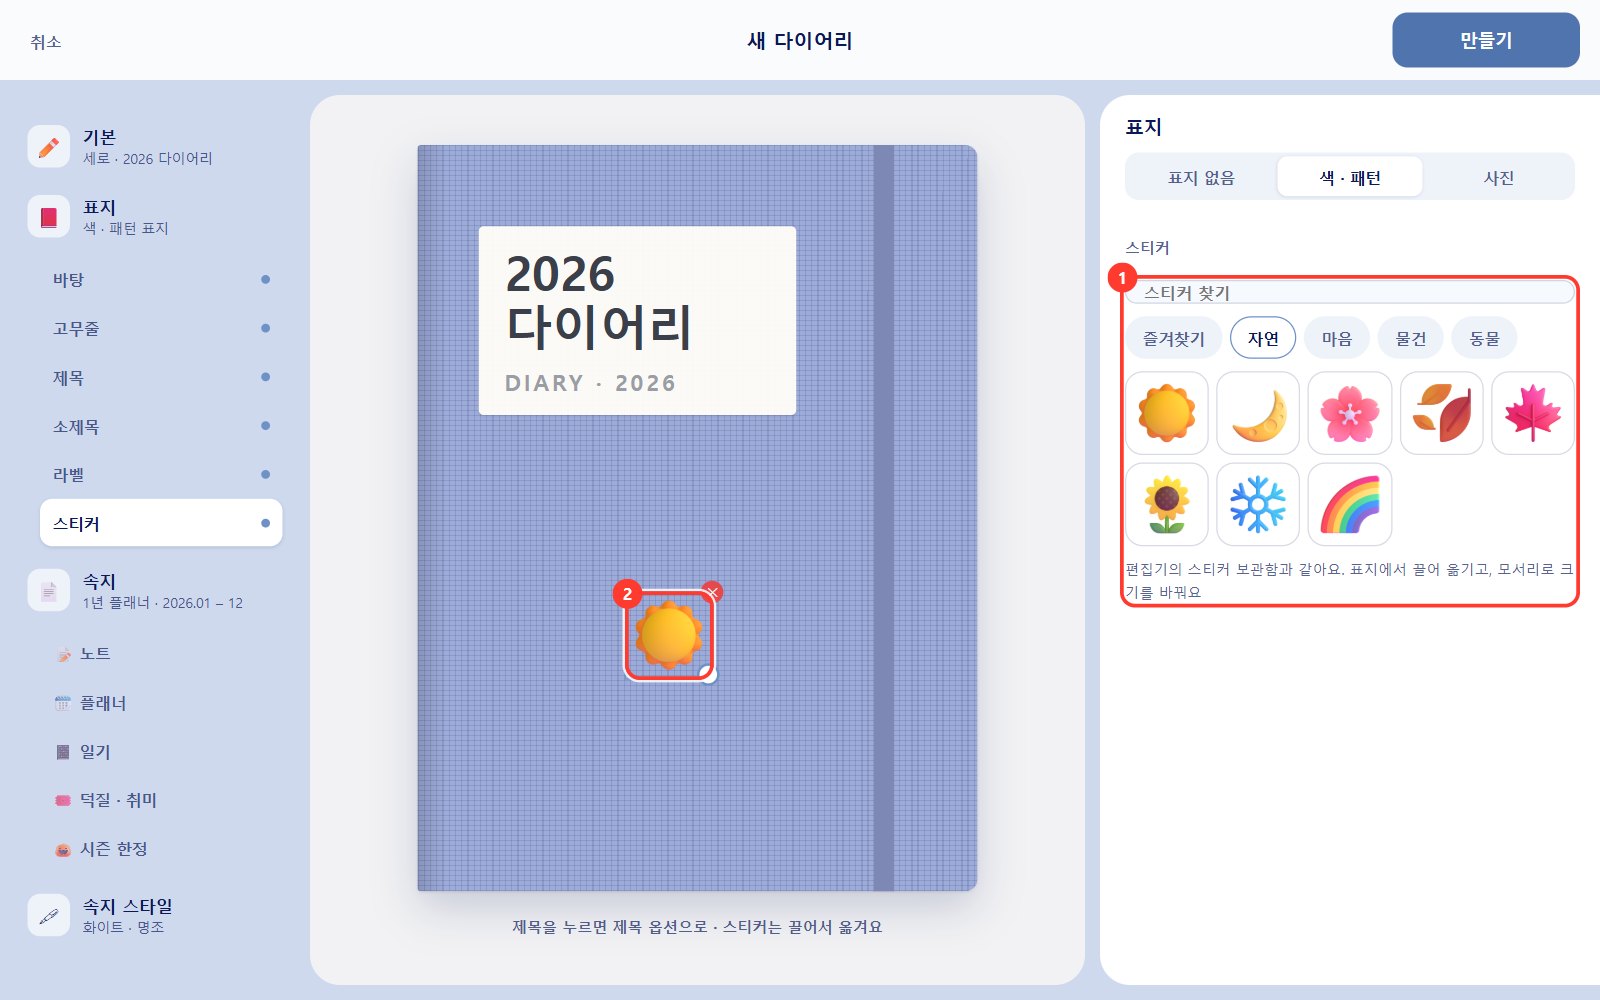 취소
새 다이어리
만들기
기본
세로 · 2026 다이어리
표지
색 · 패턴 표지
바탕
고무줄
제목
소제목
라벨
스티커
속지
1년 플래너 · 2026.01 – 12
노트
플래너
일기
덕질 · 취미
시즌 한정
속지 스타일
화이트 · 명조
2026
다이어리
DIARY · 2026
2
제목을 누르면 제목 옵션으로 · 스티커는 끌어서 옮겨요
표지
표지 없음
색 · 패턴
사진
스티커
1
스티커 찾기
즐겨찾기
자연
마음
물건
동물
편집기의 스티커 보관함과 같아요. 표지에서 끌어 옮기고, 모서리로 크
기를 바꿔요